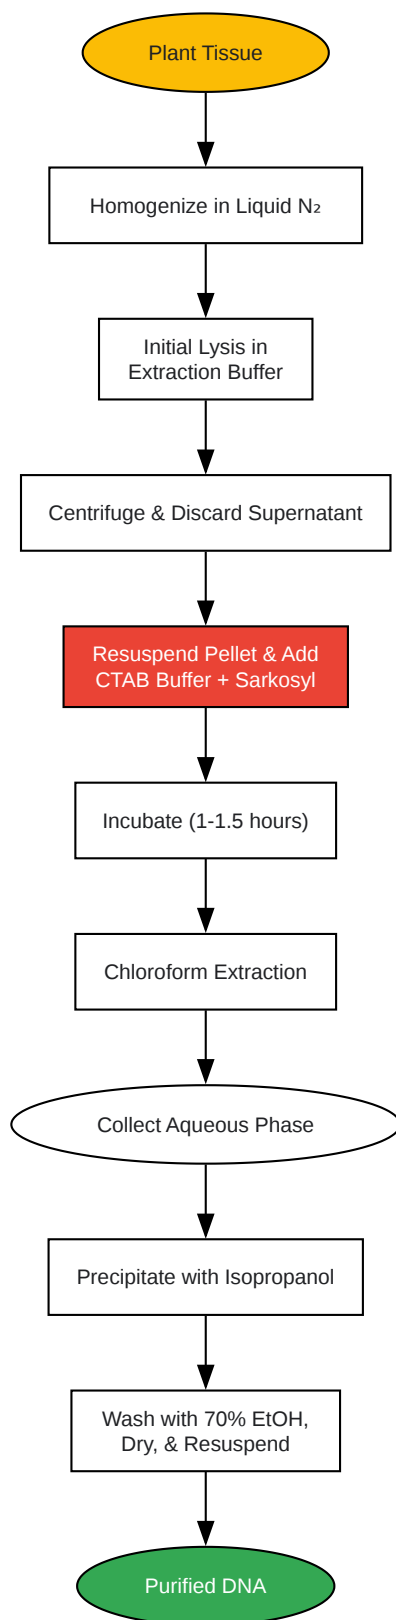 Plant Tissue
Homogenize in Liquid N₂
Initial Lysis in
Extraction Buffer
Centrifuge & Discard Supernatant
Resuspend Pellet & Add
CTAB Buffer + Sarkosyl
Incubate (1-1.5 hours)
Chloroform Extraction
Collect Aqueous Phase
Precipitate with Isopropanol
Wash with 70% EtOH,
Dry, & Resuspend
Purified DNA